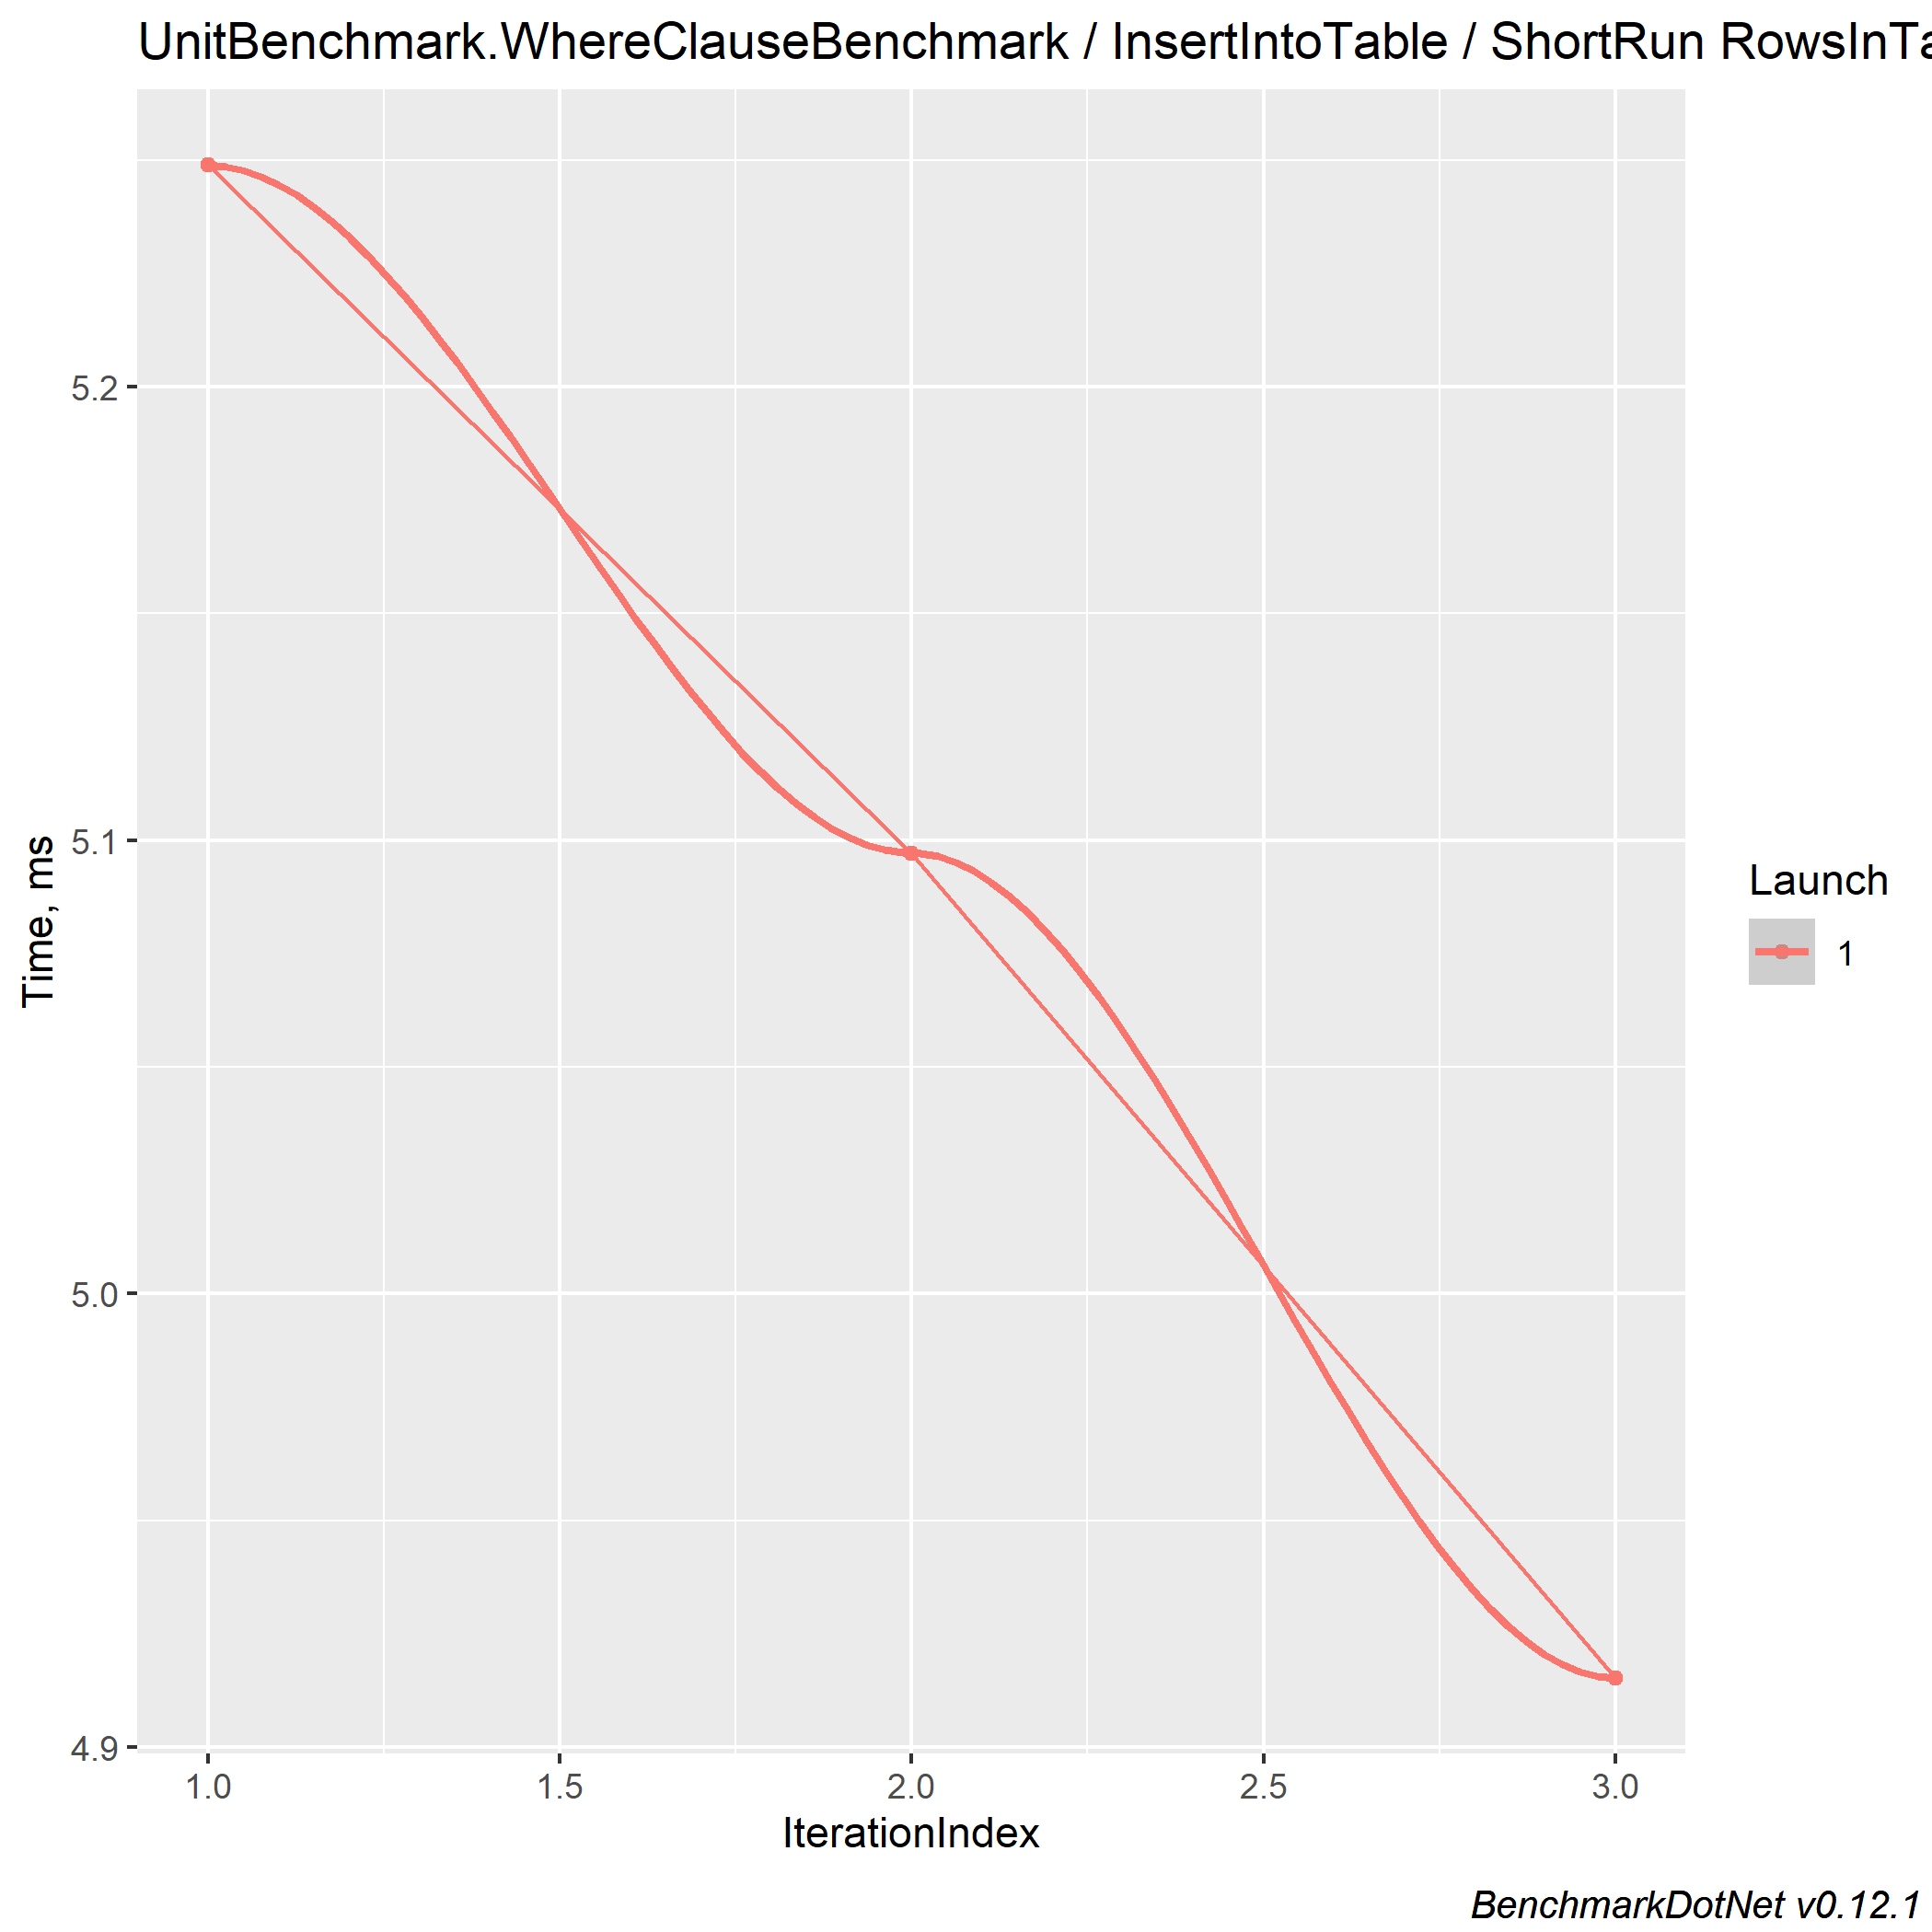 UnitBenchmark.WhereClauseBenchmark / InsertIntoTable / ShortRun RowsInTa
5.2
5.1
5.0
4.9
Time, ms
1.0 1.5 2.0 2.5 3.0
IterationIndex
Launch
1
BenchmarkDotNet v0.12.1